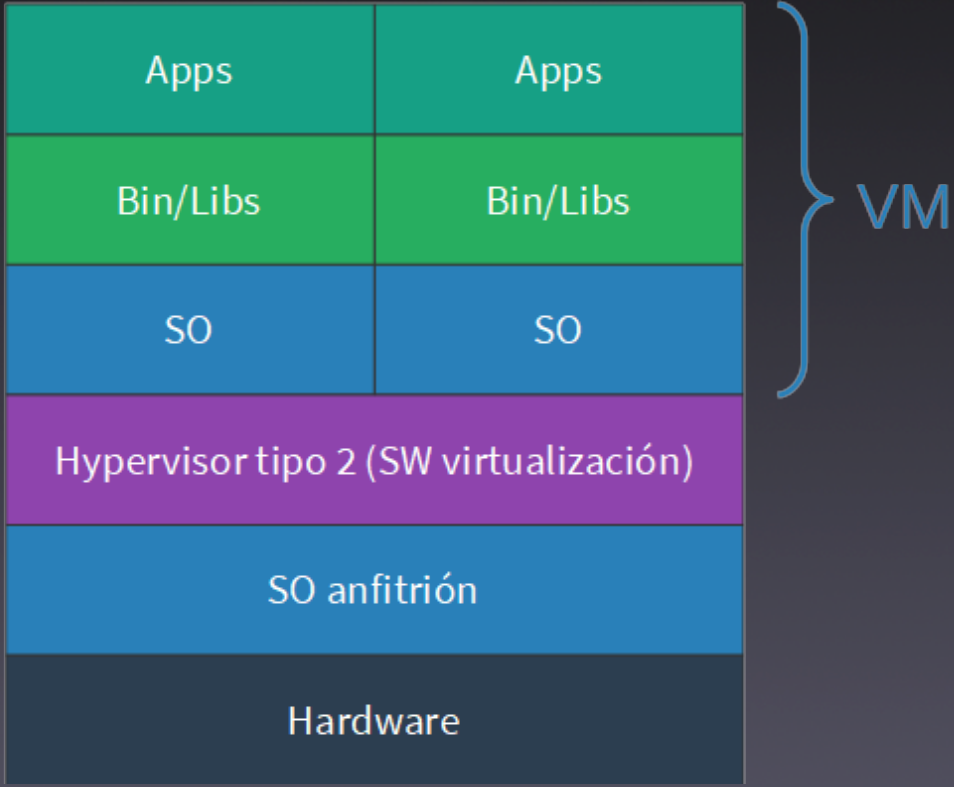 Apps
Apps
Bin/Libs
Bin/Libs
VM
SO
SO
Hypervisor tipo 2 (SW virtualización)
SO anfitrión
Hardware